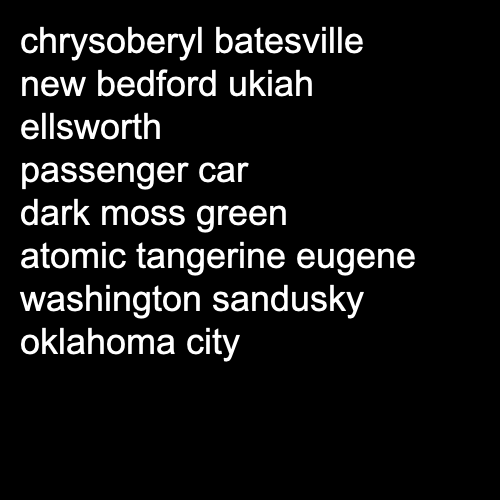 chrysoberyl batesville
new bedford ukiah
ellsworth
passenger car
dark moss green
atomic tangerine eugene
washington sandusky
oklahoma city